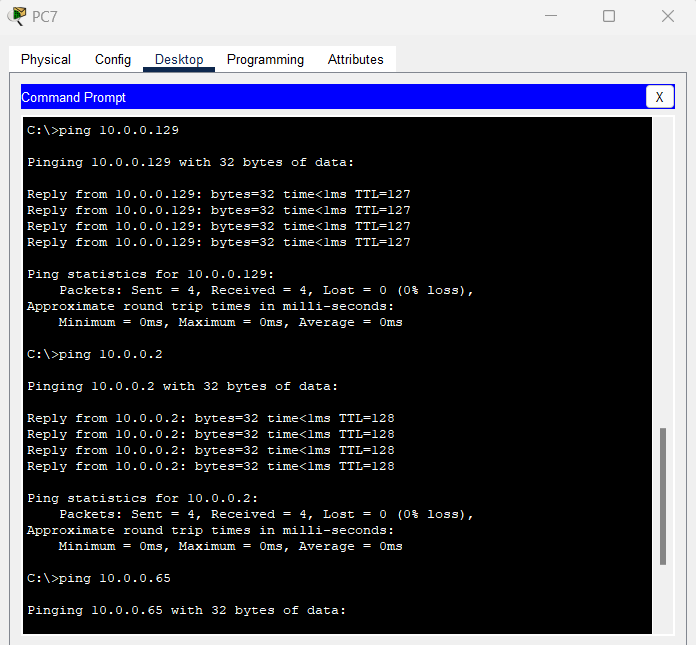 PC7
Physical Config Desktop Programming Attributes
Command Prompt X
C:\>ping 10.0.0.129
Pinging 10.0.0.129 with 32 bytes of data:
Reply from 10.0.0.129: bytes=32 time<1ms TTL=127
Reply from 10.0.0.129: bytes=32 time<1ms TTL=127
Reply from 10.0.0.129: bytes=32 time<1ms TTL=127
Reply from 10.0.0.129: bytes=32 time<1ms TTL=127
Ping statistics for 10.0.0.129:
Packets: Sent = 4, Received = 4, Lost = 0 (0% loss),
Approximate round trip times in milli-seconds:
Minimum = 0ms, Maximum = 0ms, Average = 0ms
C:\>ping 10.0.0.2
Pinging 10.0.0.2 with 32 bytes of data:
Reply from 10.0.0.2: bytes=32 time<1ms TTL=128
Reply from 10.0.0.2: bytes=32 time<1ms TTL=128
Reply from 10.0.0.2: bytes=32 time<1ms TTL=128
Reply from 10.0.0.2: bytes=32 time<1ms TTL=128
Ping statistics for 10.0.0.2:
Packets: Sent = 4, Received = 4, Lost = 0 (0% loss),
Approximate round trip times in milli-seconds:
Minimum = 0ms, Maximum = 0ms, Average = 0ms
C:\>ping 10.0.0.65
Pinging 10.0.0.65 with 32 bytes of data: